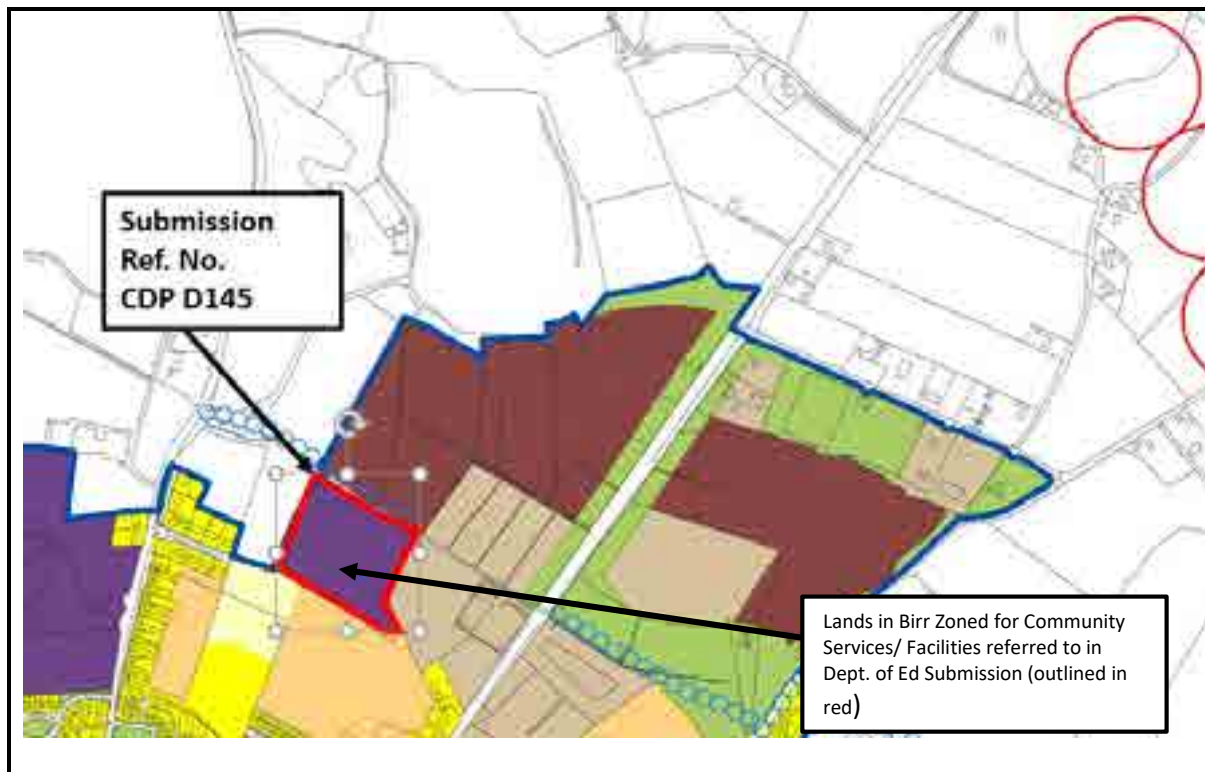 Submission
Ref. No.
CDP D145
Lands in Birr Zoned for Community
Services/ Facilities referred to in
Dept. of Ed Submission (outlined in
red)